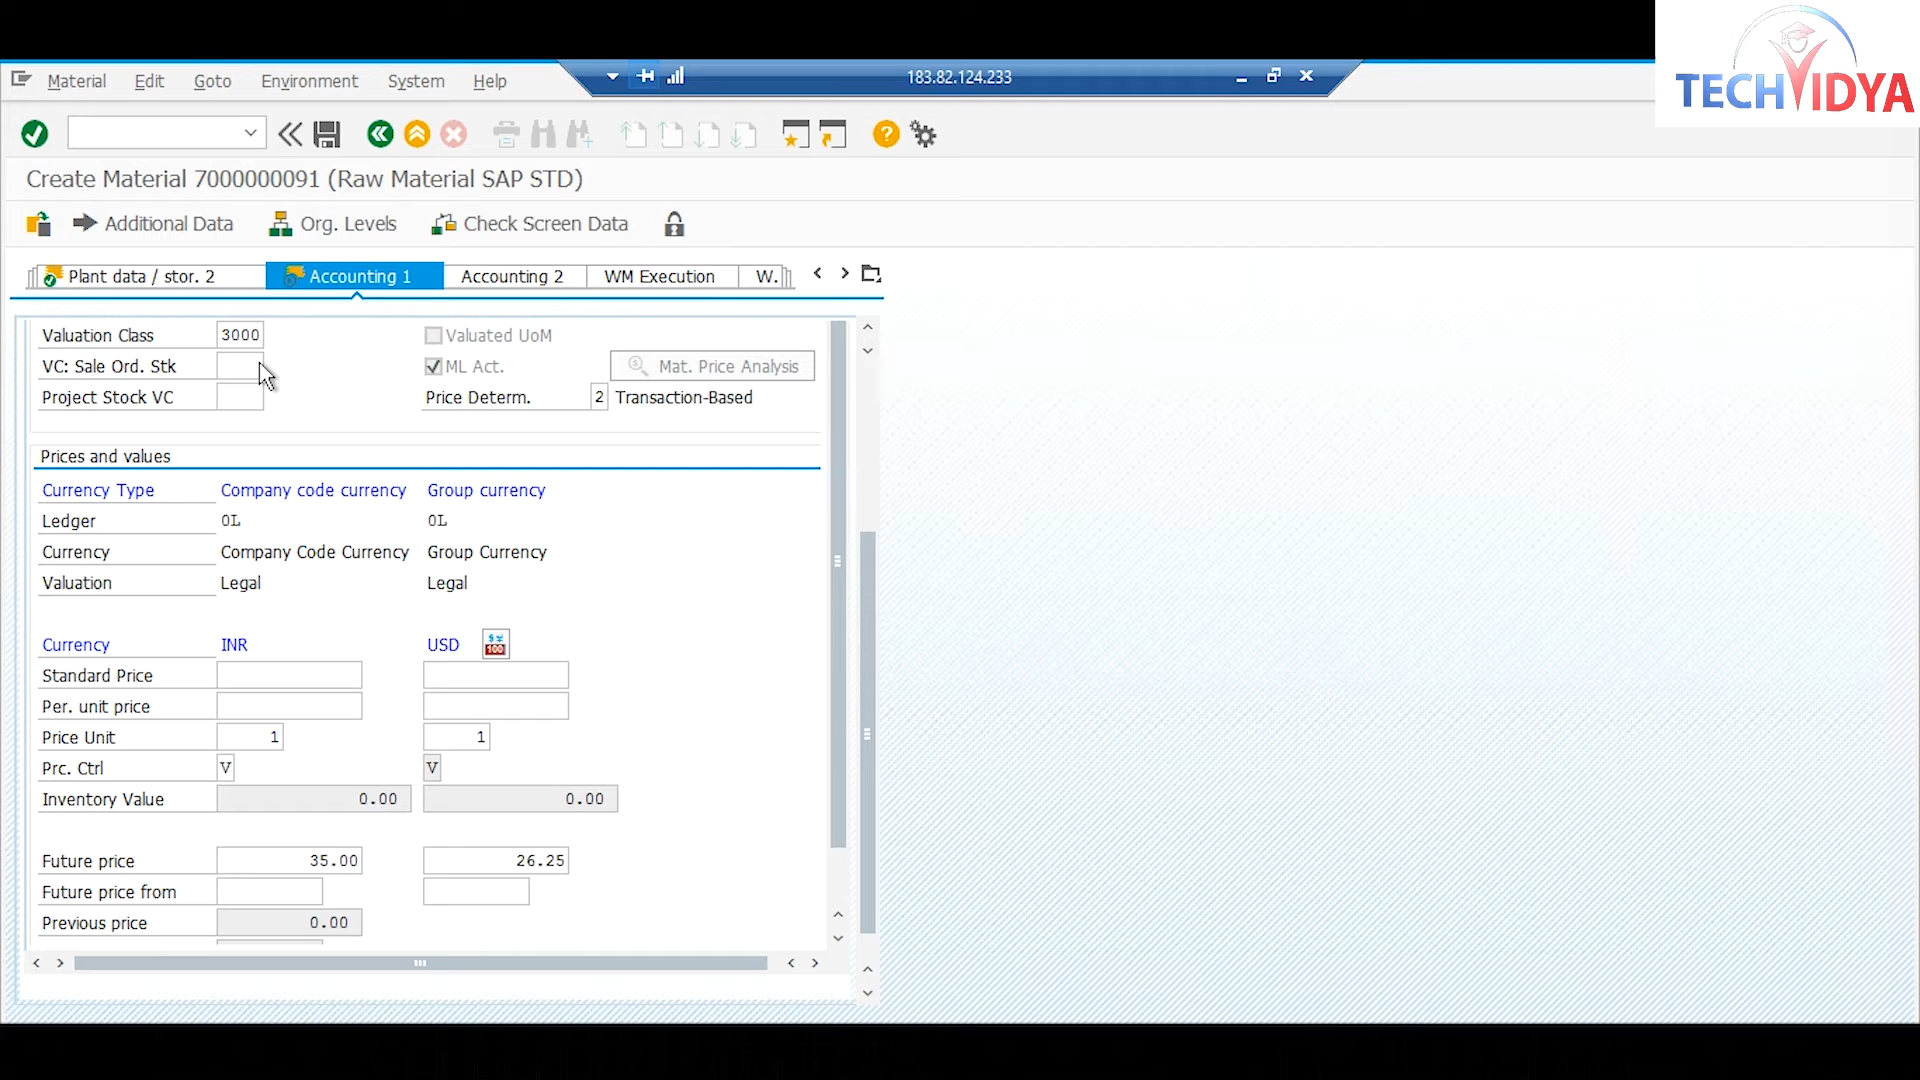 TECHVIDYA
183.82.124.233
Material Edit Goto Environment System Help
Create Material 7000000091 (Raw Material SAP STD)
Additional Data Org. Levels Check Screen Data
Plant data / stor. 2 Accounting 1 Accounting 2 WM Execution W.
Valuation Class 3000 Valuated UoM
VC: Sale Ord. Stk ML Act. Mat. Price Analysis
Project Stock VC Price Determ. 2 Transaction-Based
Prices and values
Currency Type Company code currency Group currency
Ledger 0L 0L
Currency Company Code Currency Group Currency
Valuation Legal Legal
Currency INR USD
Standard Price
Per. unit price
Price Unit 1 1
Prc. Ctrl V V
Inventory Value 0.00 0.00
Future price 35.00 26.25
Future price from
Previous price 0.00